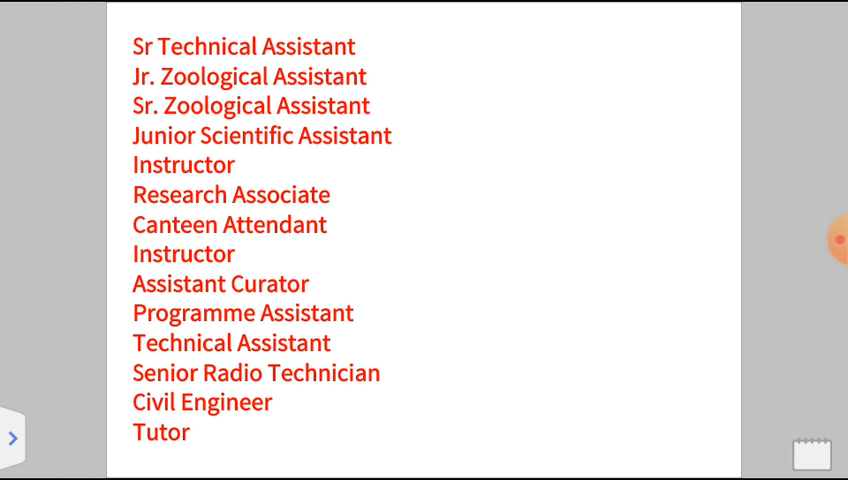 Sr Technical Assistant
Jr. Zoological Assistant
Sr. Zoological Assistant
Junior Scientific Assistant
Instructor
Research Associate
Canteen Attendant
Instructor
Assistant Curator
Programme Assistant
Technical Assistant
Senior Radio Technician
Civil Engineer
Tutor